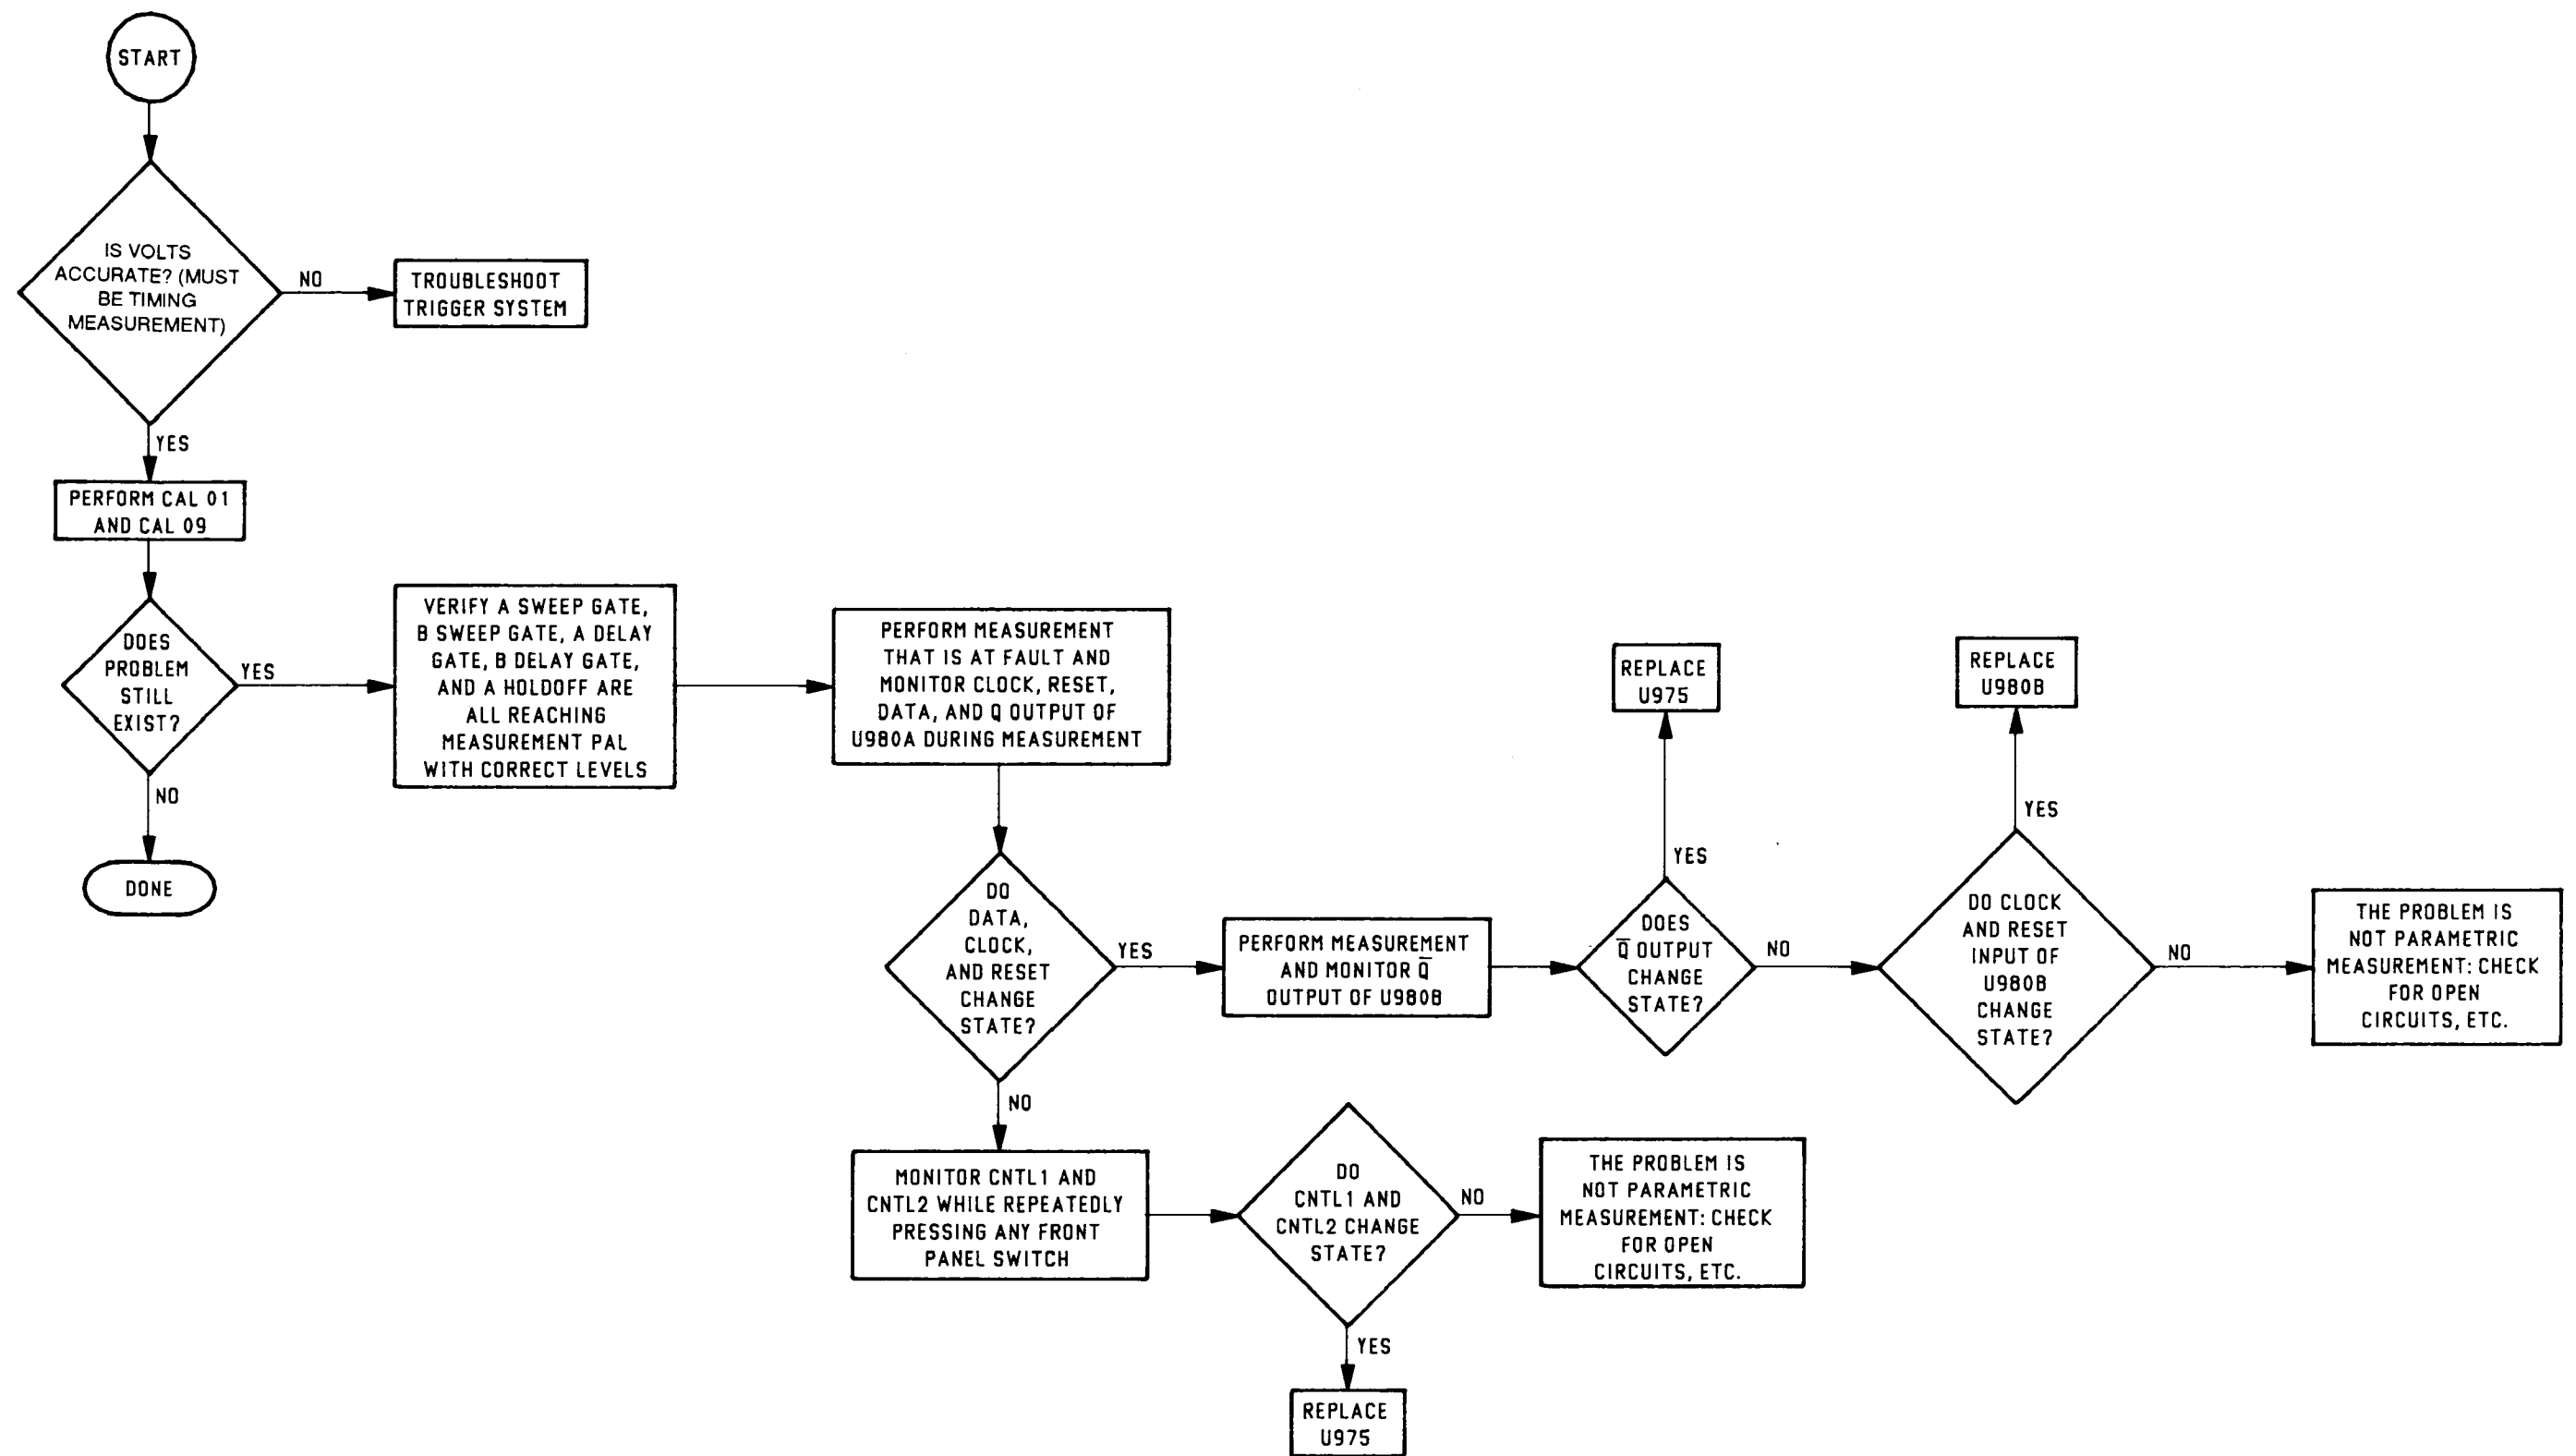 START
IS VOLTS
ACCURATE? (MUST
BE TIMING
MEASUREMENT)
NO
TROUBLESHOOT
TRIGGER SYSTEM
YES
PERFORM CAL 01
AND CAL 09
DOES
PROBLEM
STILL
EXIST?
YES
NO
DONE
VERIFY A SWEEP GATE,
B SWEEP GATE, A DELAY
GATE, B DELAY GATE,
AND A HOLDOFF ARE
ALL REACHING
MEASUREMENT PAL
WITH CORRECT LEVELS
PERFORM MEASUREMENT
THAT IS AT FAULT AND
MONITOR CLOCK, RESET,
DATA, AND Q OUTPUT OF
U980A DURING MEASUREMENT
DO
DATA,
CLOCK,
AND RESET
CHANGE
STATE?
YES
NO
PERFORM MEASUREMENT
AND MONITOR Q̅
OUTPUT OF U980B
DOES
Q̅ OUTPUT
CHANGE
STATE?
YES
REPLACE
U975
NO
DO CLOCK
AND RESET
INPUT OF
U980B
CHANGE
STATE?
YES
REPLACE
U980B
NO
THE PROBLEM IS
NOT PARAMETRIC
MEASUREMENT: CHECK
FOR OPEN
CIRCUITS, ETC.
MONITOR CNTL1 AND
CNTL2 WHILE REPEATEDLY
PRESSING ANY FRONT
PANEL SWITCH
DO
CNTL1 AND
CNTL2 CHANGE
STATE?
NO
THE PROBLEM IS
NOT PARAMETRIC
MEASUREMENT: CHECK
FOR OPEN
CIRCUITS, ETC.
YES
REPLACE
U975